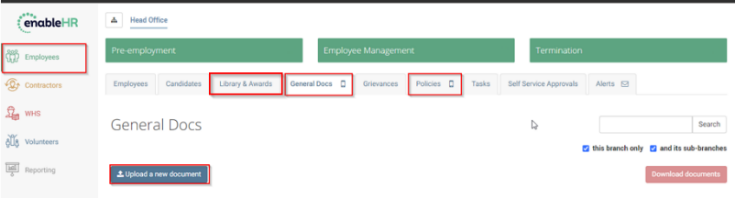 enableHR
Head Office
Employees
Pre-employment
Employee Management
Termination
Contractors
Employees
Candidates
Library & Awards
General Docs
Grievances
Policies
Tasks
Self Service Approvals
Alerts
WHS
General Docs
Search
Volunteers
this branch only
and its sub-branches
Reporting
Upload a new document
Download documents